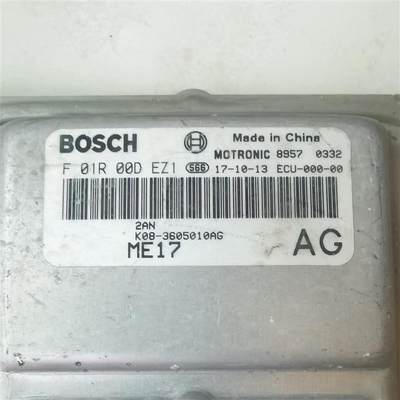 BOSCH Made in China
MOTRONIC 8957 0332
F 01R 00D EZ1 SGG 17-10-13 ECU-000-00
2AN
K08-3605010AG
ME17 AG